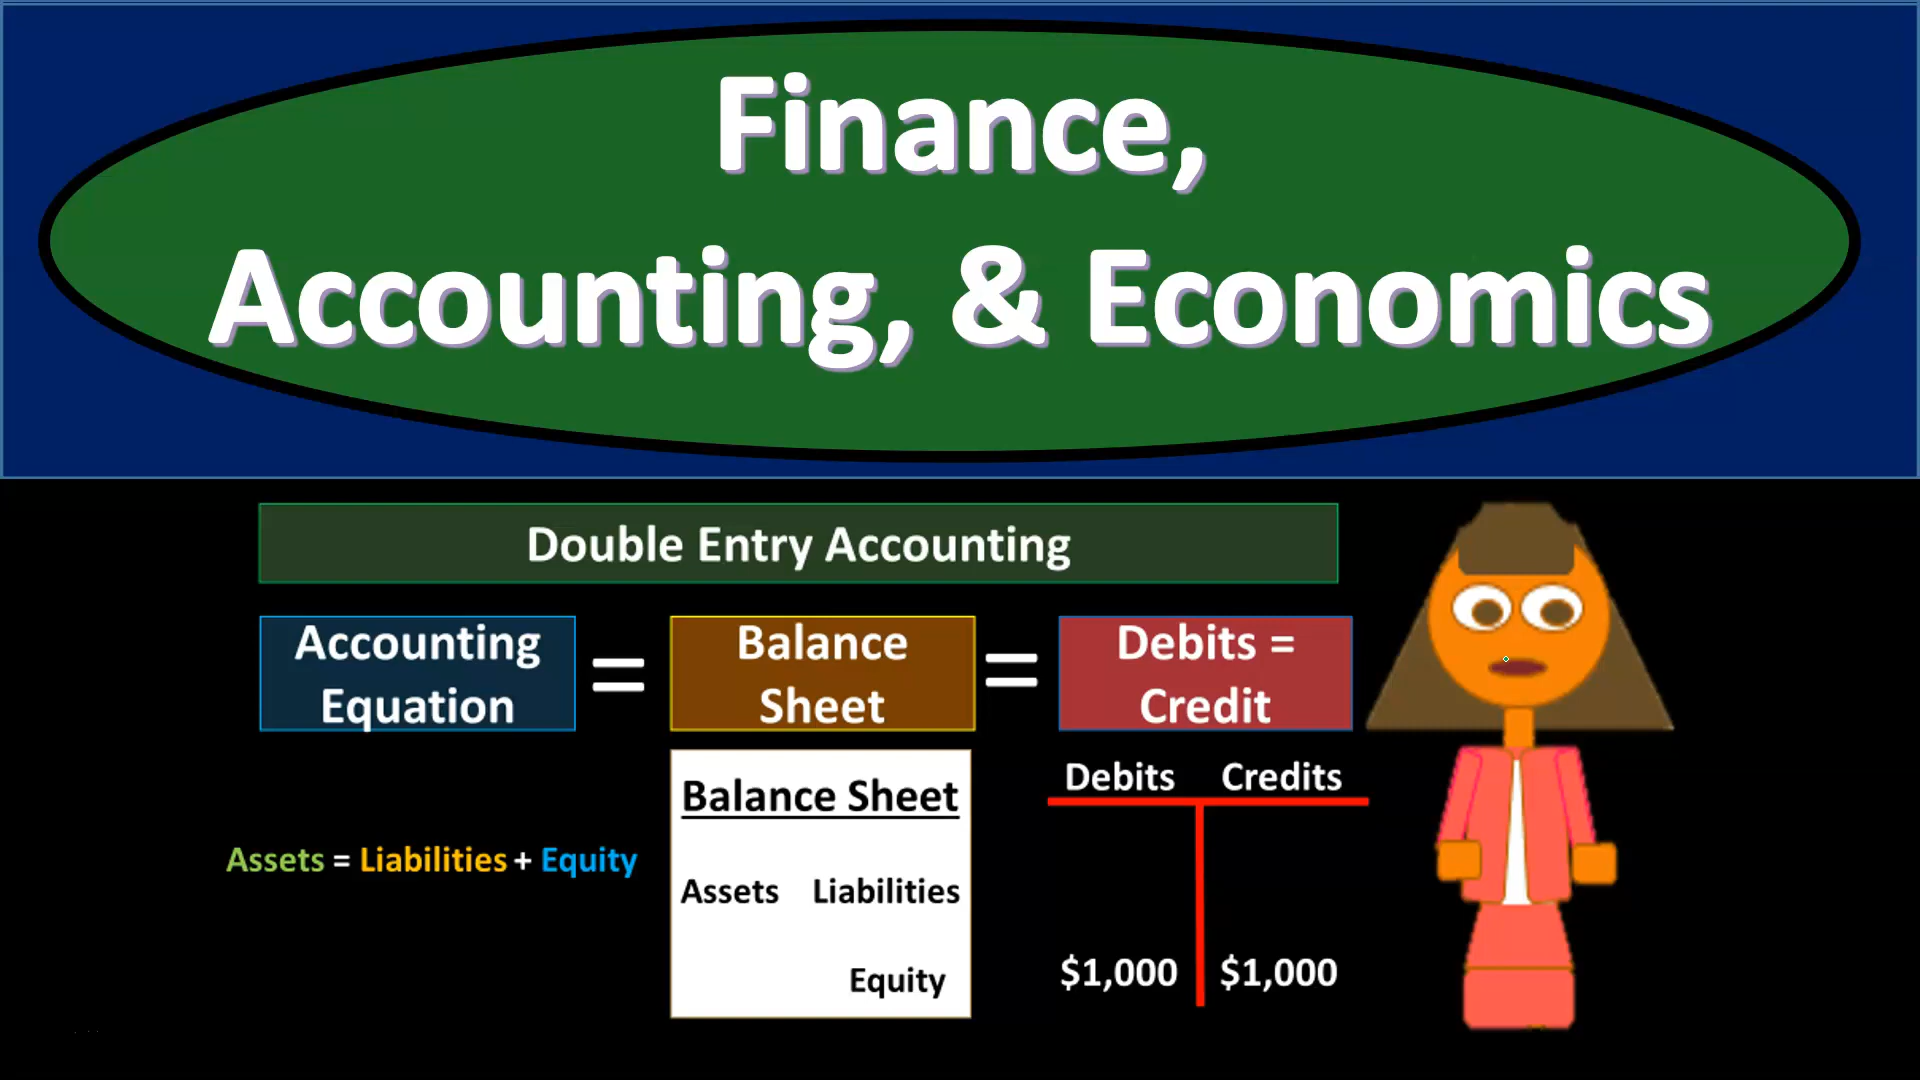 Finance,
Accounting, & Economics
Double Entry Accounting
Accounting
Equation
=
Balance
Sheet
=
Debits =
Credit
Assets = Liabilities + Equity
Balance Sheet
Assets Liabilities
Equity
Debits Credits
$1,000 $1,000